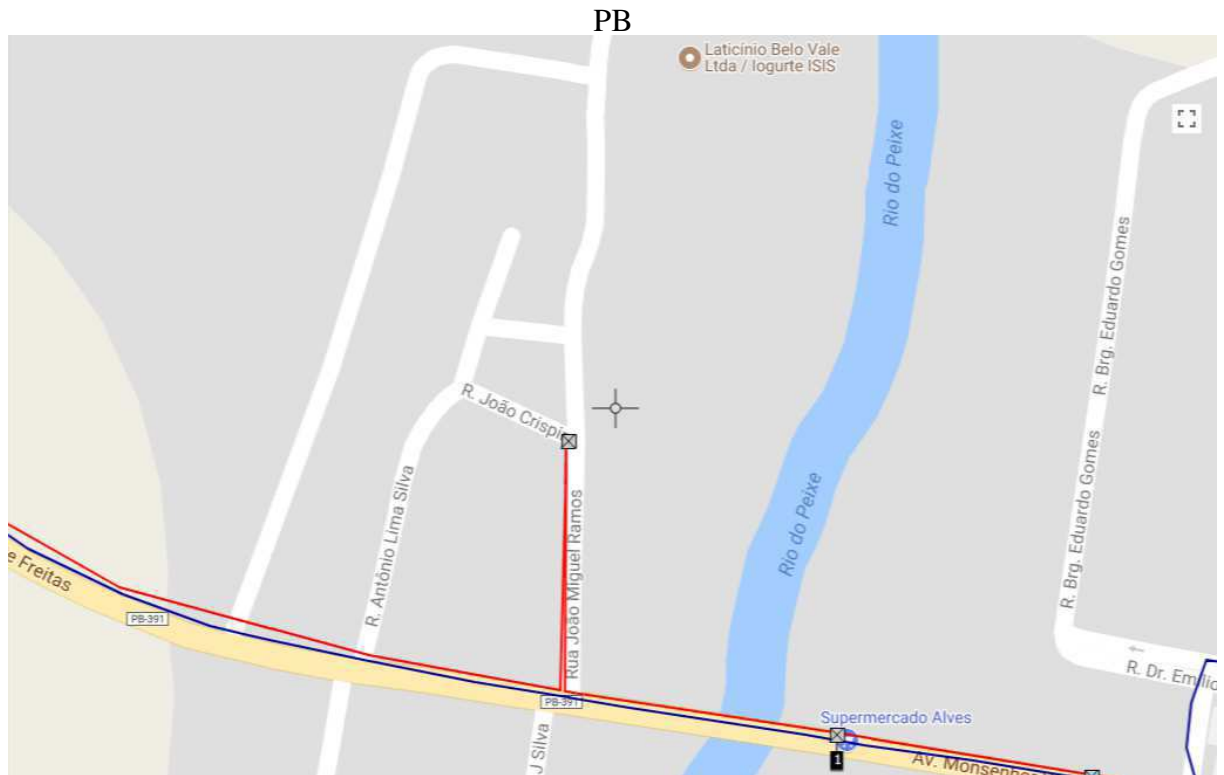 PB
Laticínio Belo Vale
Ltda / Iogurte ISIS
Rio do Peixe
R. Brg. Eduardo Gomes
R. João Crispi
R. Antônio Lima Silva
Rua João Miguel Ramos
Rio do Peixe
R. Brg. Eduardo Gomes
e Freitas
PB-391
R. Dr. Emílio
PB-391
J Silva
Supermercado Alves
1
Av. Monsenho